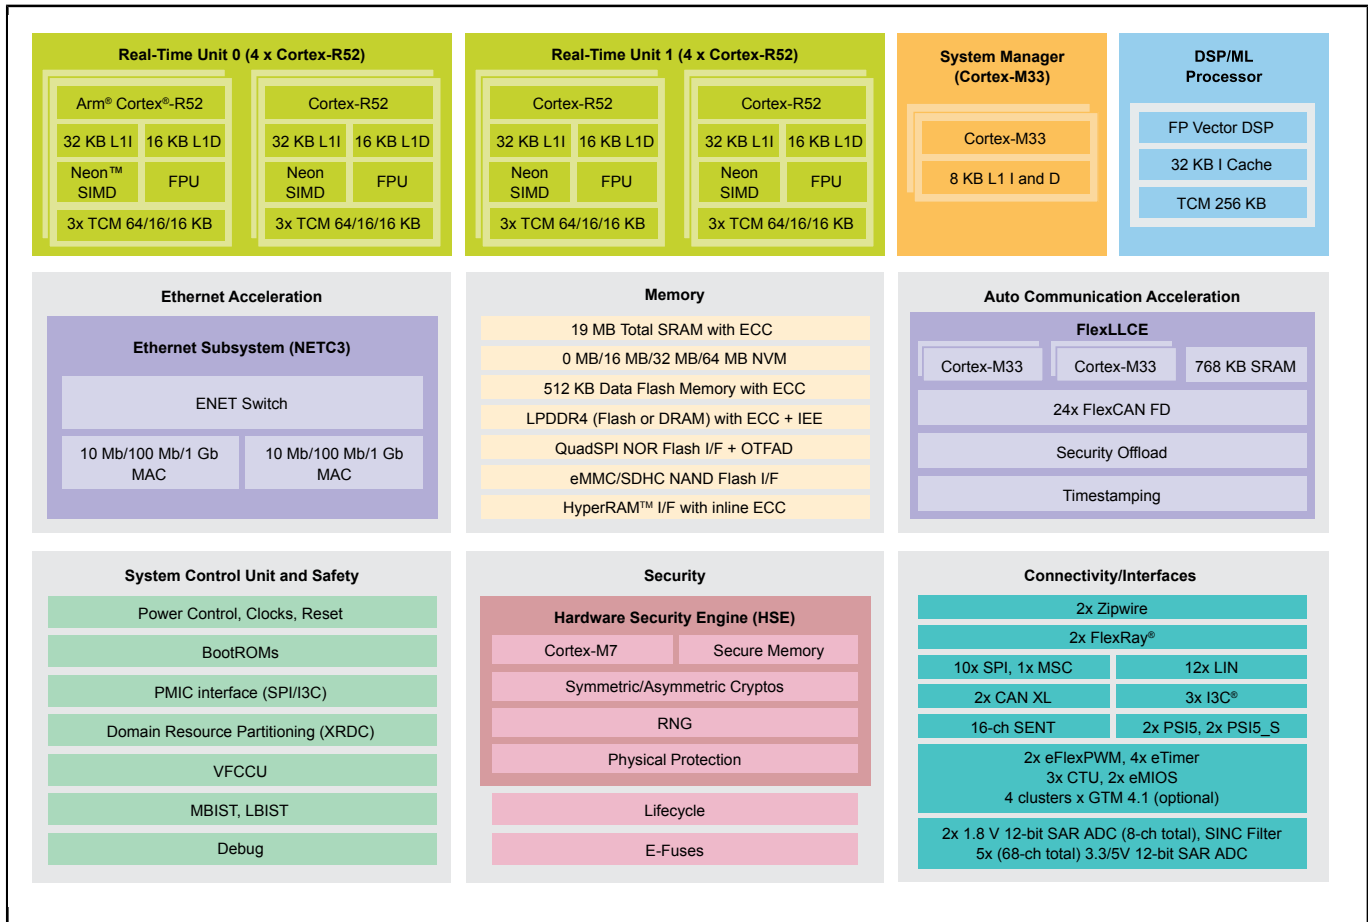 Real-Time Unit 0 (4 x Cortex-R52)
Arm® Cortex®-R52
32 KB L1I
16 KB L1D
Neon™
SIMD
FPU
3x TCM 64/16/16 KB
Cortex-R52
32 KB L1I
16 KB L1D
Neon
SIMD
FPU
3x TCM 64/16/16 KB
Real-Time Unit 1 (4 x Cortex-R52)
Cortex-R52
32 KB L1I
16 KB L1D
Neon
SIMD
FPU
3x TCM 64/16/16 KB
Cortex-R52
32 KB L1I
16 KB L1D
Neon
SIMD
FPU
3x TCM 64/16/16 KB
System Manager
(Cortex-M33)
Cortex-M33
8 KB L1 I and D
DSP/ML
Processor
FP Vector DSP
32 KB I Cache
TCM 256 KB
Ethernet Acceleration
Ethernet Subsystem (NETC3)
ENET Switch
10 Mb/100 Mb/1 Gb
MAC
10 Mb/100 Mb/1 Gb
MAC
Memory
19 MB Total SRAM with ECC
0 MB/16 MB/32 MB/64 MB NVM
512 KB Data Flash Memory with ECC
LPDDR4 (Flash or DRAM) with ECC + IEE
QuadSPI NOR Flash I/F + OTFAD
eMMC/SDHC NAND Flash I/F
HyperRAM™ I/F with inline ECC
Auto Communication Acceleration
FlexLLCE
Cortex-M33
Cortex-M33
768 KB SRAM
24x FlexCAN FD
Security Offload
Timestamping
System Control Unit and Safety
Power Control, Clocks, Reset
BootROMs
PMIC interface (SPI/I3C)
Domain Resource Partitioning (XRDC)
VFCCU
MBIST, LBIST
Debug
Security
Hardware Security Engine (HSE)
Cortex-M7
Secure Memory
Symmetric/Asymmetric Cryptos
RNG
Physical Protection
Lifecycle
E-Fuses
Connectivity/Interfaces
2x Zipwire
2x FlexRay®
10x SPI, 1x MSC
12x LIN
2x CAN XL
3x I3C®
16-ch SENT
2x PSI5, 2x PSI5_S
2x eFlexPWM, 4x eTimer
3x CTU, 2x eMIOS
4 clusters x GTM 4.1 (optional)
2x 1.8 V 12-bit SAR ADC (8-ch total), SINC Filter
5x (68-ch total) 3.3/5V 12-bit SAR ADC